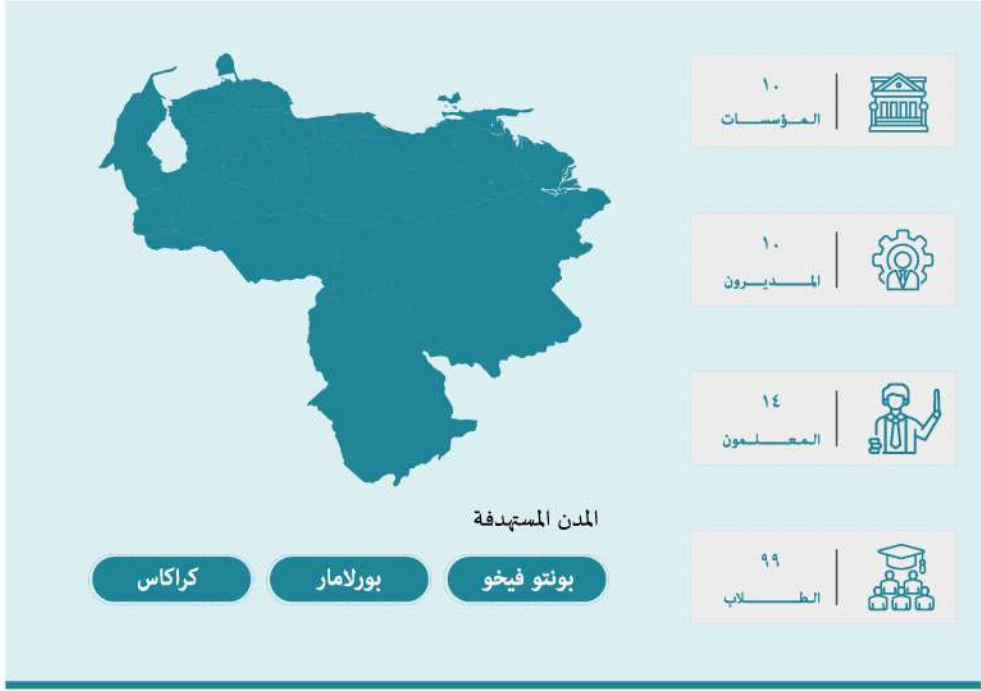 ١٠
المؤسسات
١٠
المديرون
١٤
المعلمون
٩٩
الطلاب
المدن المستهدفة
بونتو فيخو
بورلامار
كراكاس